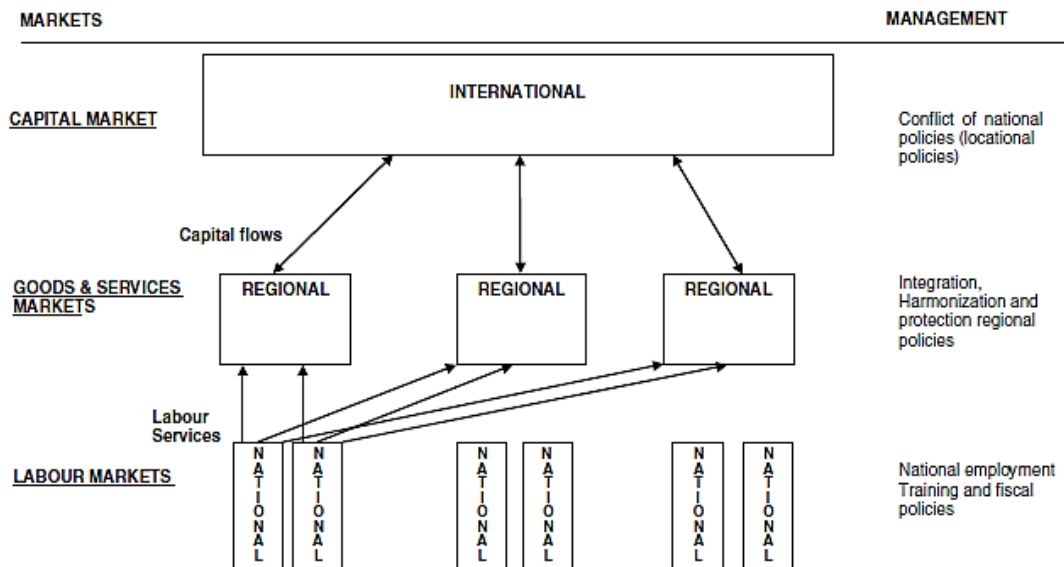 MARKETS
MANAGEMENT
INTERNATIONAL
CAPITAL MARKET
Conflict of national
policies (locational
policies)
Capital flows
GOODS & SERVICES
MARKETS
REGIONAL
REGIONAL
REGIONAL
Integration,
Harmonization and
protection regional
policies
Labour
Services
LABOUR MARKETS
NATIONAL
NATIONAL
NATIONAL
NATIONAL
NATIONAL
NATIONAL
National employment
Training and fiscal
policies